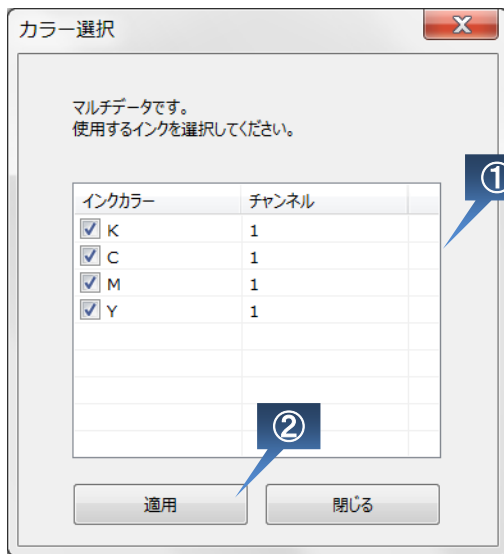 カラー選択
マルチデータです。
使用するインクを選択してください。
①
インクカラー チャンネル
K 1
C 1
M 1
Y 1
②
適用 閉じる